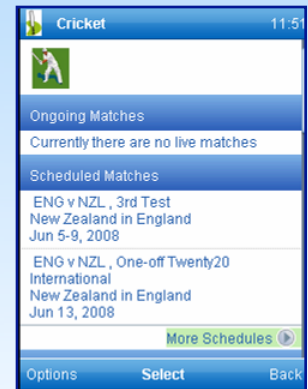 Cricket 11:51
Ongoing Matches
Currently there are no live matches
Scheduled Matches
ENG v NZL , 3rd Test
New Zealand in England
Jun 5-9, 2008
ENG v NZL , One-off Twenty20
International
New Zealand in England
Jun 13, 2008
More Schedules
Options Select Back